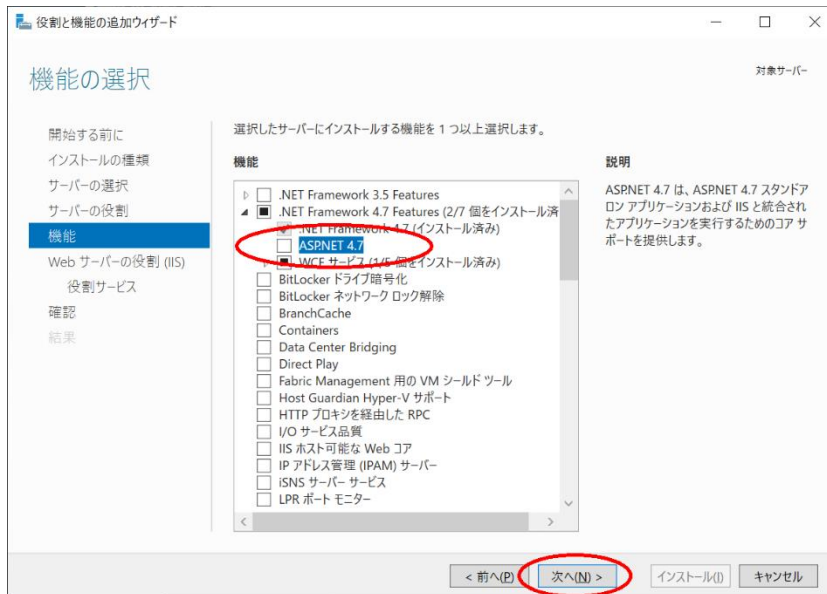 役割と機能の追加ウィザード
機能の選択
対象サーバー
開始する前に
インストールの種類
サーバーの選択
サーバーの役割
機能
Web サーバーの役割 (IIS)
役割サービス
確認
結果
選択したサーバーにインストールする機能を 1 つ以上選択します。
機能
.NET Framework 3.5 Features
.NET Framework 4.7 Features (2/7 個をインストール済
.NET Framework 4.7 (インストール済み)
ASP.NET 4.7
WCF サービス (1/5 個をインストール済み)
BitLocker ドライブ暗号化
BitLocker ネットワーク ロック解除
BranchCache
Containers
Data Center Bridging
Direct Play
Fabric Management 用の VM シールド ツール
Host Guardian Hyper-V サポート
HTTP プロキシを経由した RPC
I/O サービス品質
IIS ホスト可能な Web コア
IP アドレス管理 (IPAM) サーバー
iSNS サーバー サービス
LPR ポート モニター
説明
ASP.NET 4.7 は、ASP.NET 4.7 スタンドア
ロン アプリケーションおよび IIS と統合され
たアプリケーションを実行するためのコア サ
ポートを提供します。
< 前へ(P)
次へ(N) >
インストール(I)
キャンセル